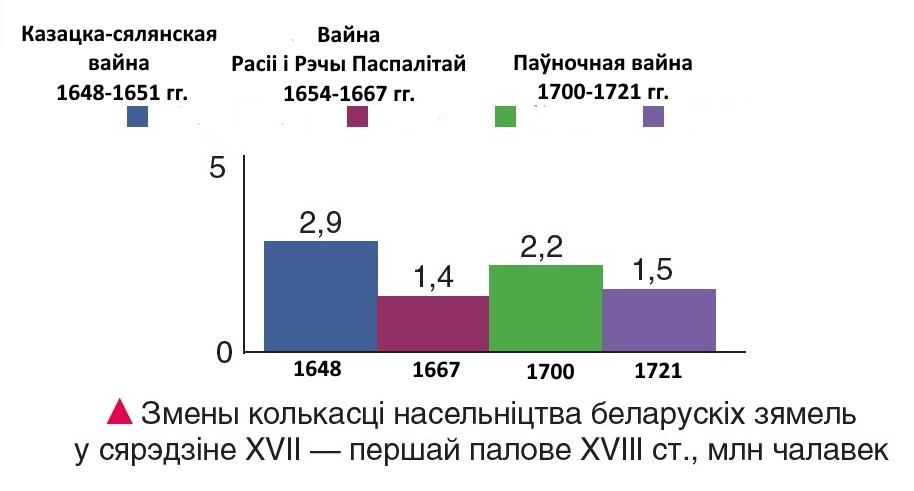 Казацка-сялянская
вайна
1648-1651 гг.
Вайна
Расіі і Рэчы Паспалітай
1654-1667 гг.
Паўночная вайна
1700-1721 гг.
5
2,9
1,4
2,2
1,5
0
1648
1667
1700
1721
Змены колькасці насельніцтва беларускіх зямель
у сярэдзіне XVII — першай палове XVIII ст., млн чалавек